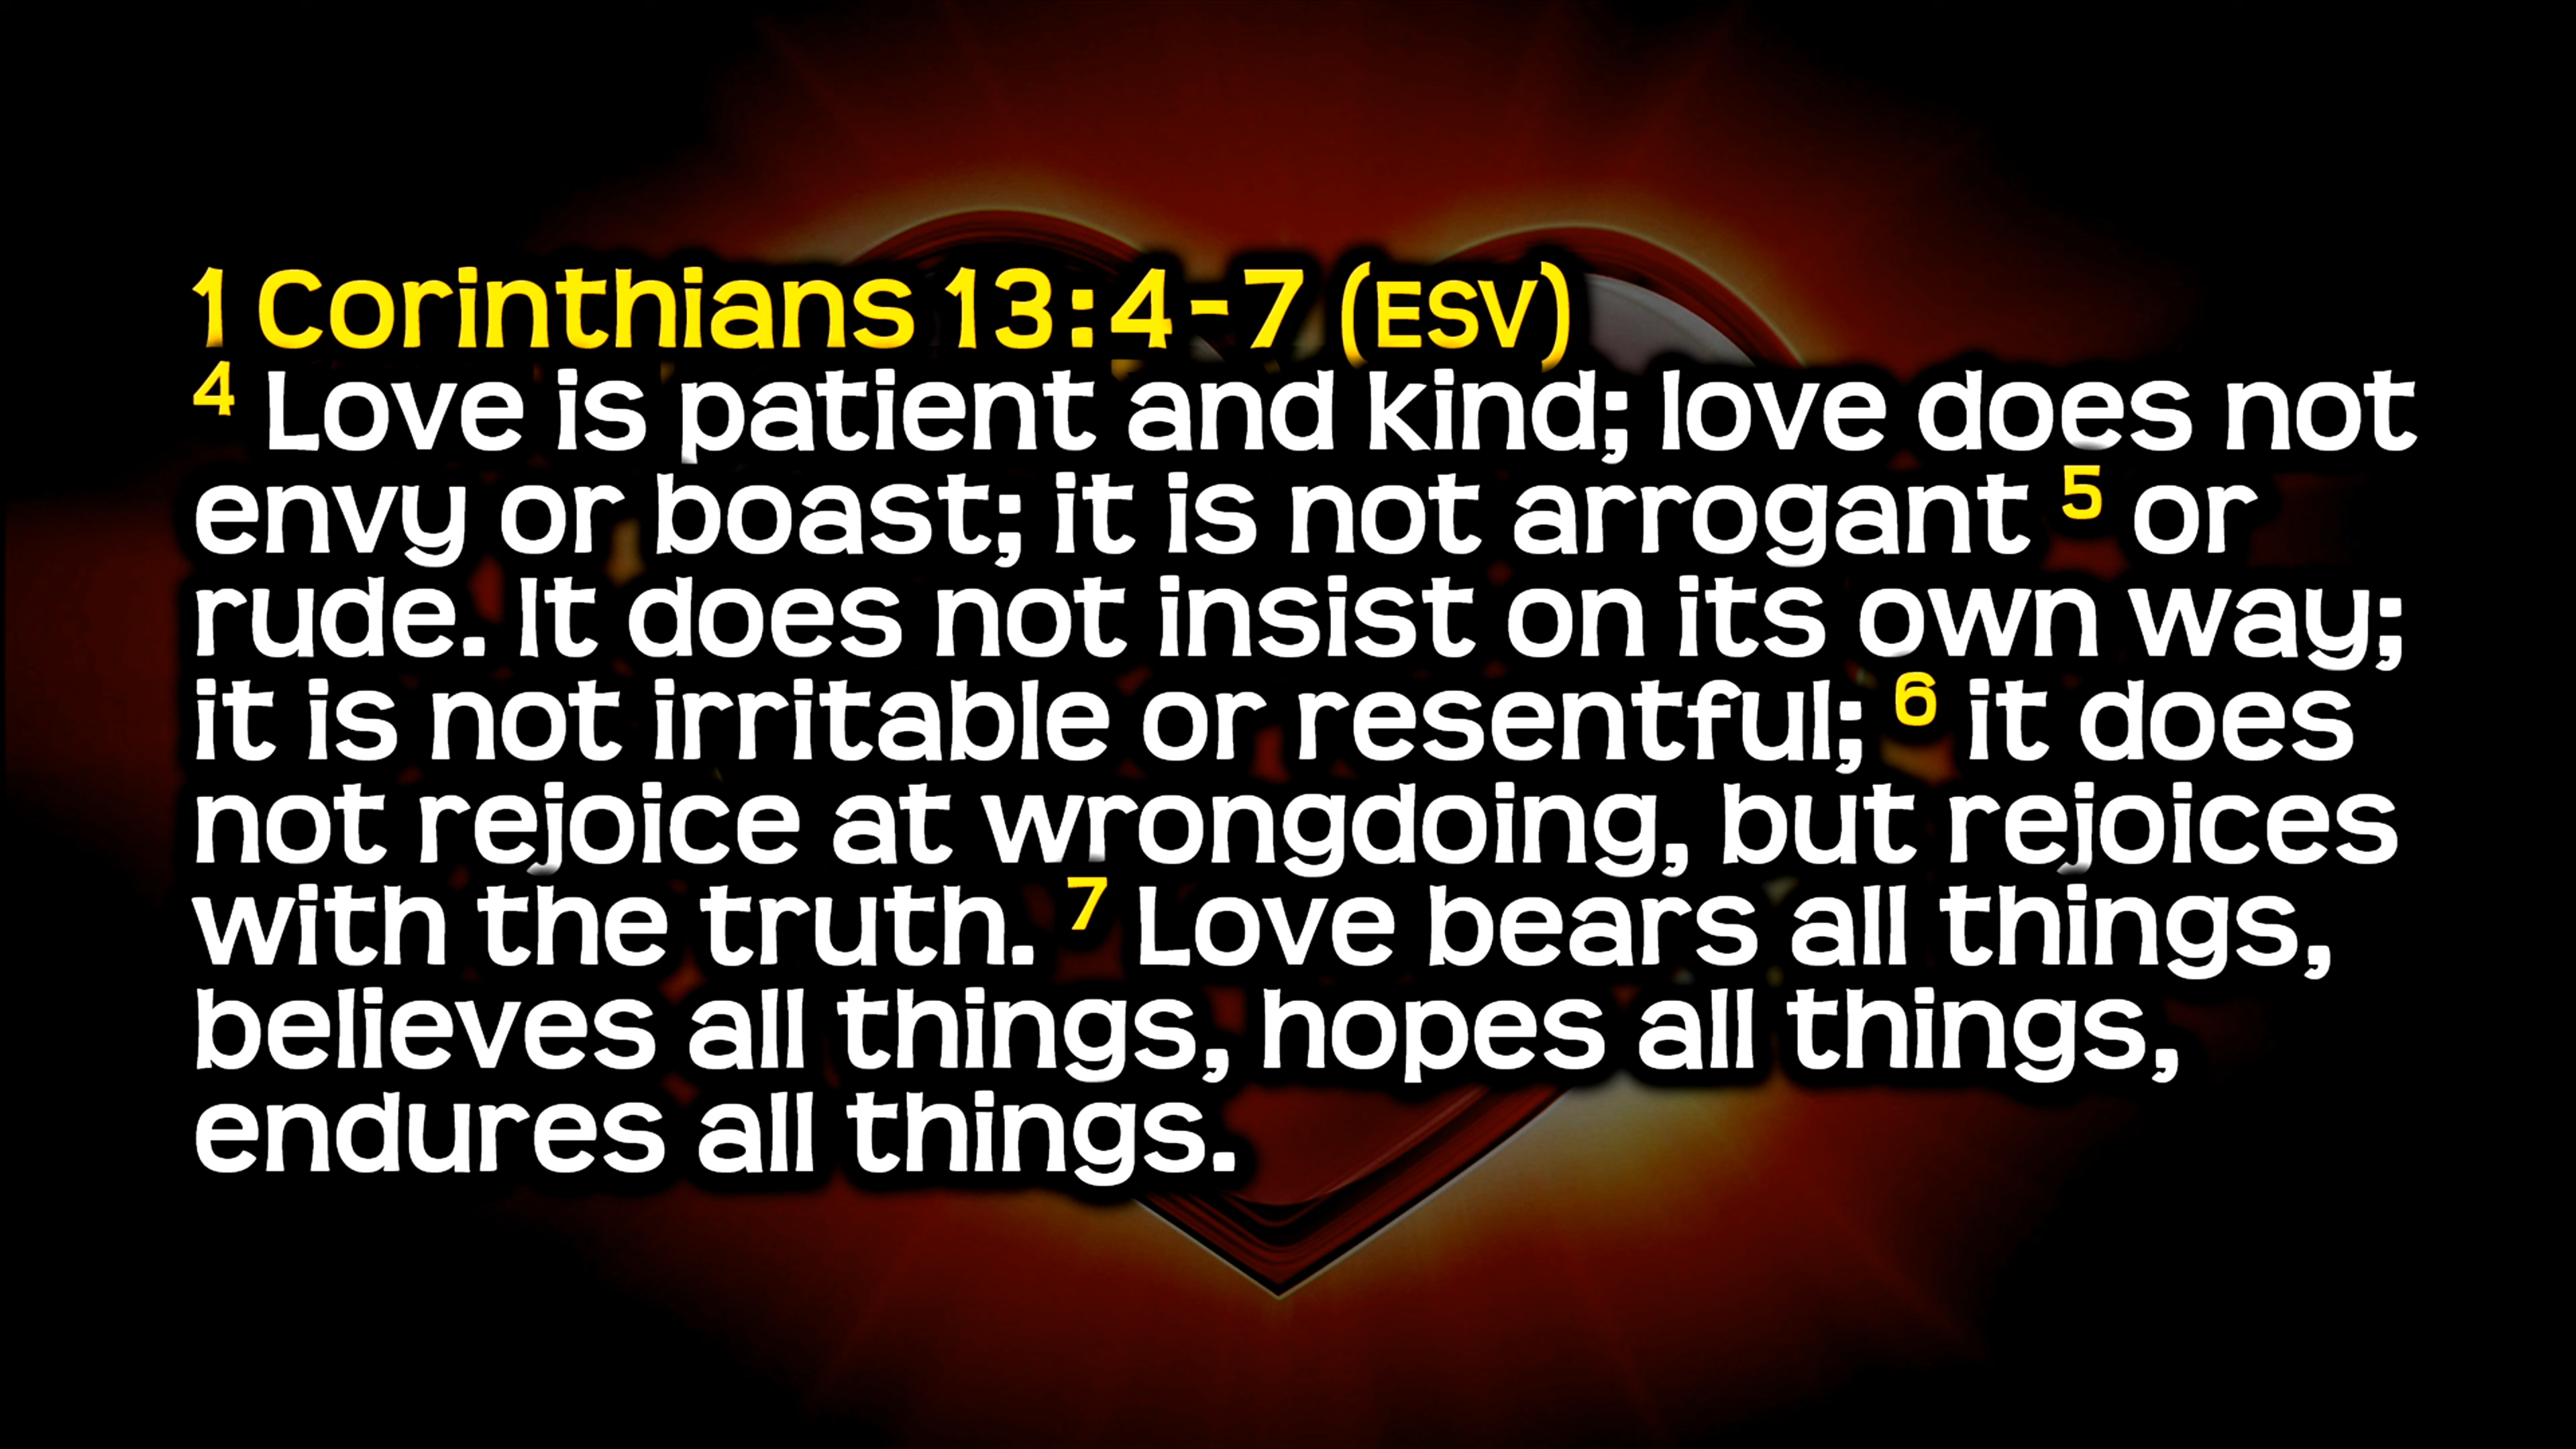 1 Corinthians 13:4-7 (ESV)
4 Love is patient and kind; love does not
envy or boast; it is not arrogant 5 or
rude. It does not insist on its own way;
it is not irritable or resentful; 6 it does
not rejoice at wrongdoing, but rejoices
with the truth. 7 Love bears all things,
believes all things, hopes all things,
endures all things.